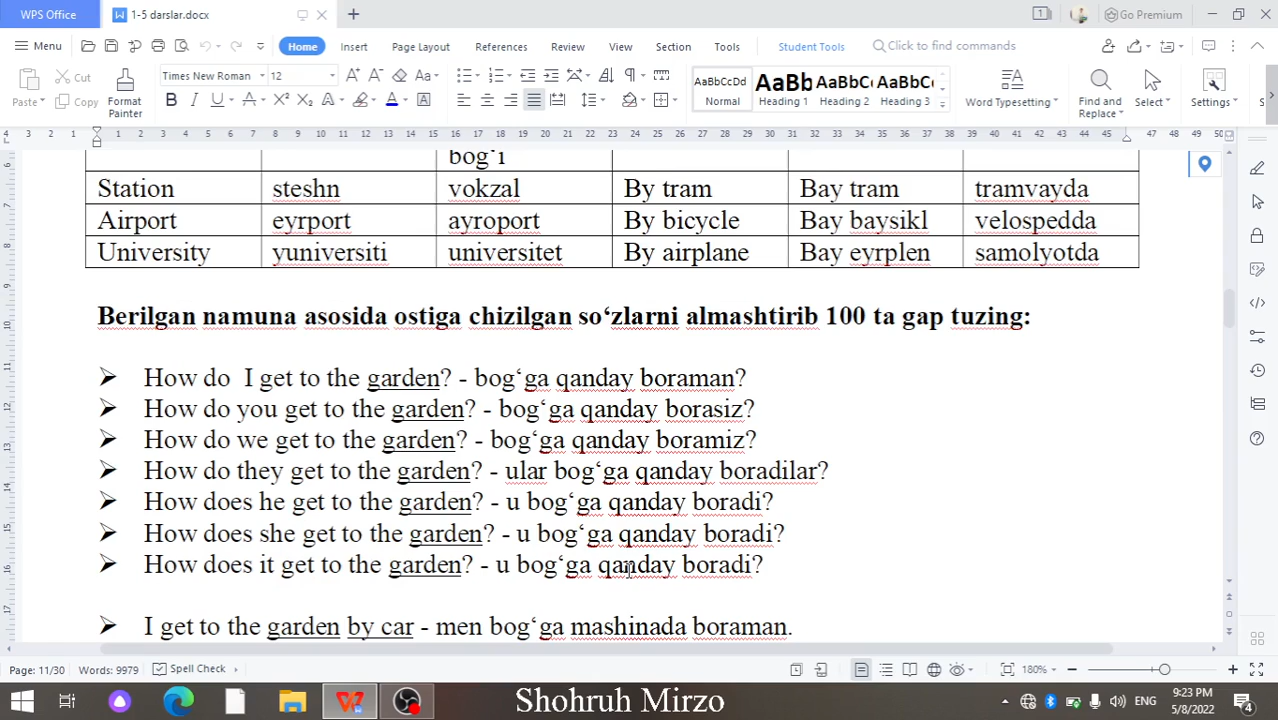 WPS Office
1-5 darslar.docx
Go Premium
Menu
Home
Insert
Page Layout
References
Review
View
Section
Tools
Student Tools
Click to find commands
Paste
Cut
Copy
Format Painter
Times New Roman
12
AaBbCcDd
Normal
AaBb
Heading 1
AaBbC
Heading 2
AaBbC
Heading 3
Word Typesetting
Find and Replace
Select
Settings
bog‘i
Station steshn vokzal By tram Bay tram tramvayda
Airport eyrport ayroport By bicycle Bay baysikl velospedda
University yuniversiti universitet By airplane Bay eyrplen samolyotda
Berilgan namuna asosida ostiga chizilgan so‘zlarni almashtirib 100 ta gap tuzing:
How do I get to the garden? - bog‘ga qanday boraman?
How do you get to the garden? - bog‘ga qanday borasiz?
How do we get to the garden? - bog‘ga qanday boramiz?
How do they get to the garden? - ular bog‘ga qanday boradilar?
How does he get to the garden? - u bog‘ga qanday boradi?
How does she get to the garden? - u bog‘ga qanday boradi?
How does it get to the garden? - u bog‘ga qanday boradi?
I get to the garden by car - men bog‘ga mashinada boraman.
Page: 11/30
Words: 9979
Spell Check
180%
Shohruh Mirzo
ENG
9:23 PM
5/8/2022
4